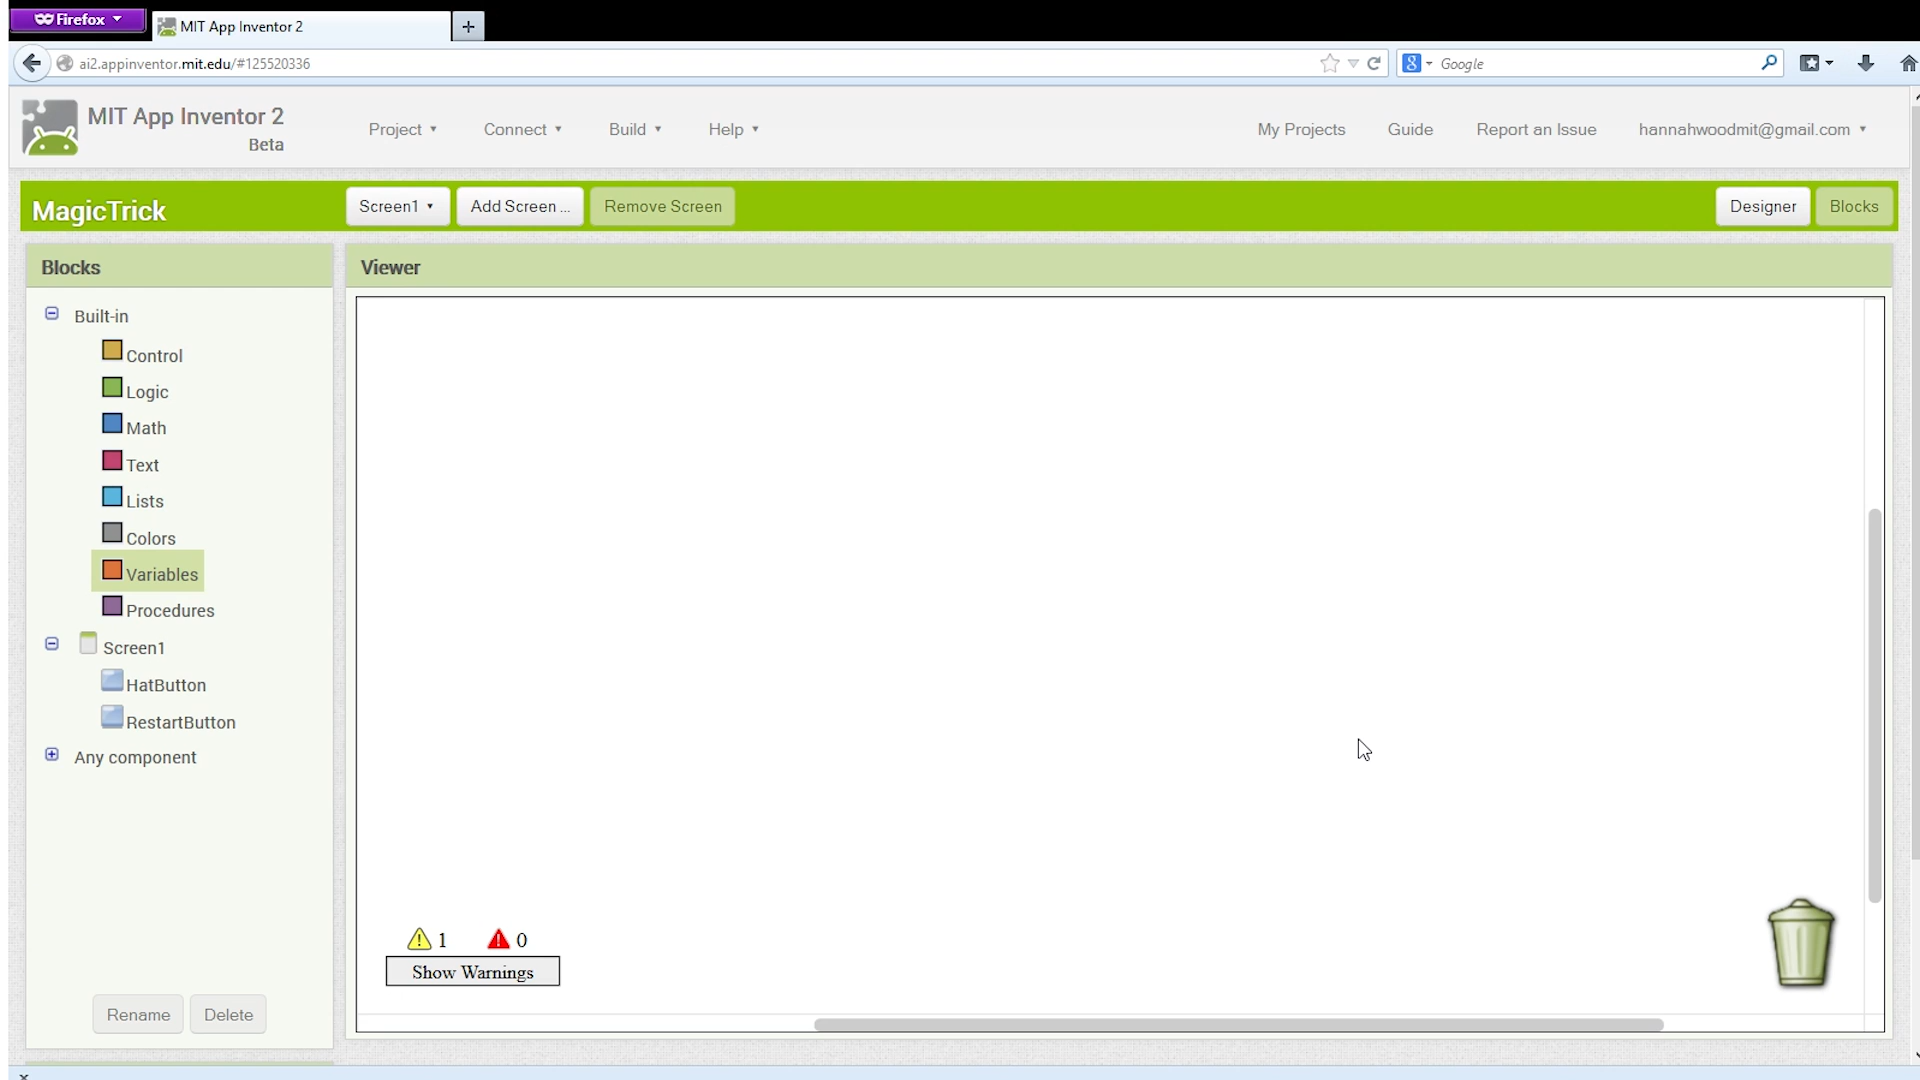 Firefox
MIT App Inventor 2
+
ai2.appinventor.mit.edu/#125520336
8
Google
MIT App Inventor 2
Beta
Project
Connect
Build
Help
My Projects
Guide
Report an Issue
hannahwoodmit@gmail.com
MagicTrick
Screen1
Add Screen ...
Remove Screen
Designer
Blocks
Blocks
Viewer
Built-in
Control
Logic
Math
Text
Lists
Colors
Variables
Procedures
Screen1
HatButton
RestartButton
Any component
1
0
Show Warnings
Rename
Delete